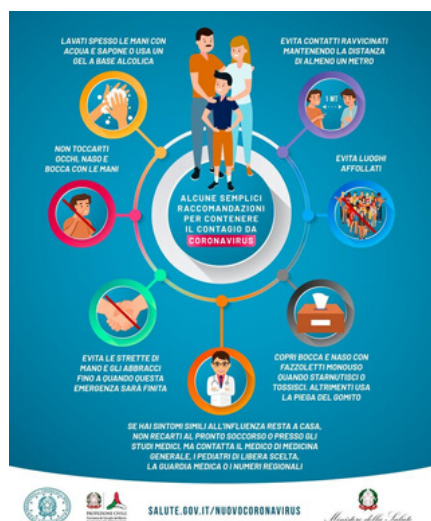 LAVATI SPESSO LE MANI CON
ACQUA E SAPONE O USA UN
GEL A BASE ALCOLICA
EVITA CONTATTI RAVVICINATI
MANTENENDO LA DISTANZA
DI ALMENO UN METRO
1 MT
NON TOCCARTI
OCCHI, NASO E
BOCCA CON LE MANI
EVITA LUOGHI
AFFOLLATI
ALCUNE SEMPLICI
RACCOMANDAZIONI
PER CONTENERE
IL CONTAGIO DA
CORONAVIRUS
EVITA LE STRETTE DI
MANO E GLI ABBRACCI
FINO A QUANDO QUESTA
EMERGENZA SARÀ FINITA
COPRI BOCCA E NASO CON
FAZZOLETTI MONOUSO
QUANDO STARNUTISCI O
TOSSISCI. ALTRIMENTI USA
LA PIEGA DEL GOMITO
SE HAI SINTOMI SIMILI ALL'INFLUENZA RESTA A CASA,
NON RECARTI AL PRONTO SOCCORSO O PRESSO GLI
STUDI MEDICI, MA CONTATTA IL MEDICO DI MEDICINA
GENERALE, I PEDIATRI DI LIBERA SCELTA,
LA GUARDIA MEDICA O I NUMERI REGIONALI
PROTEZIONE CIVILE
SALUTE.GOV.IT/NUOVOCORONAVIRUS
Ministero della Salute